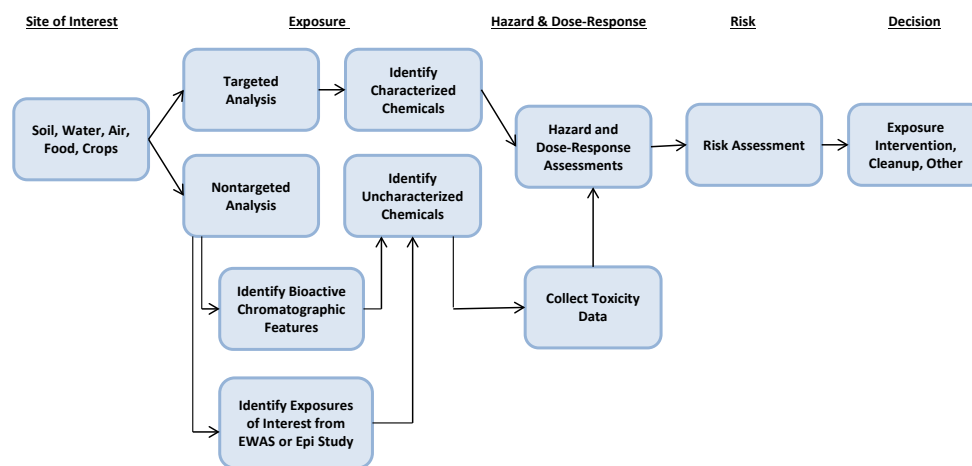 Site of Interest
Exposure
Hazard & Dose-Response
Risk
Decision
Targeted
Analysis
Identify
Characterized
Chemicals
Soil, Water, Air,
Food, Crops
Hazard and
Dose-Response
Assessments
Risk Assessment
Exposure
Intervention,
Cleanup, Other
Nontargeted
Analysis
Identify
Uncharacterized
Chemicals
Identify Bioactive
Chromatographic
Features
Collect Toxicity
Data
Identify Exposures
of Interest from
EWAS or Epi Study